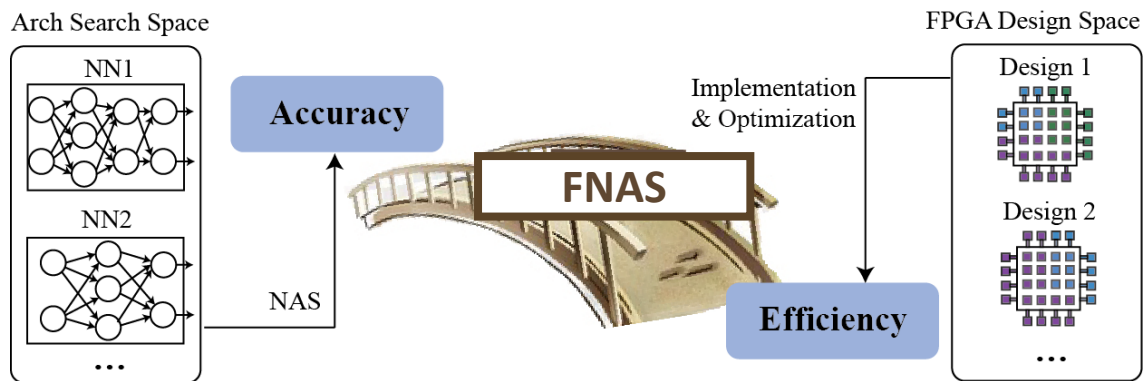 Arch Search Space
NN1
NN2
...
NAS
Accuracy
FNAS
Implementation
& Optimization
Efficiency
FPGA Design Space
Design 1
Design 2
...